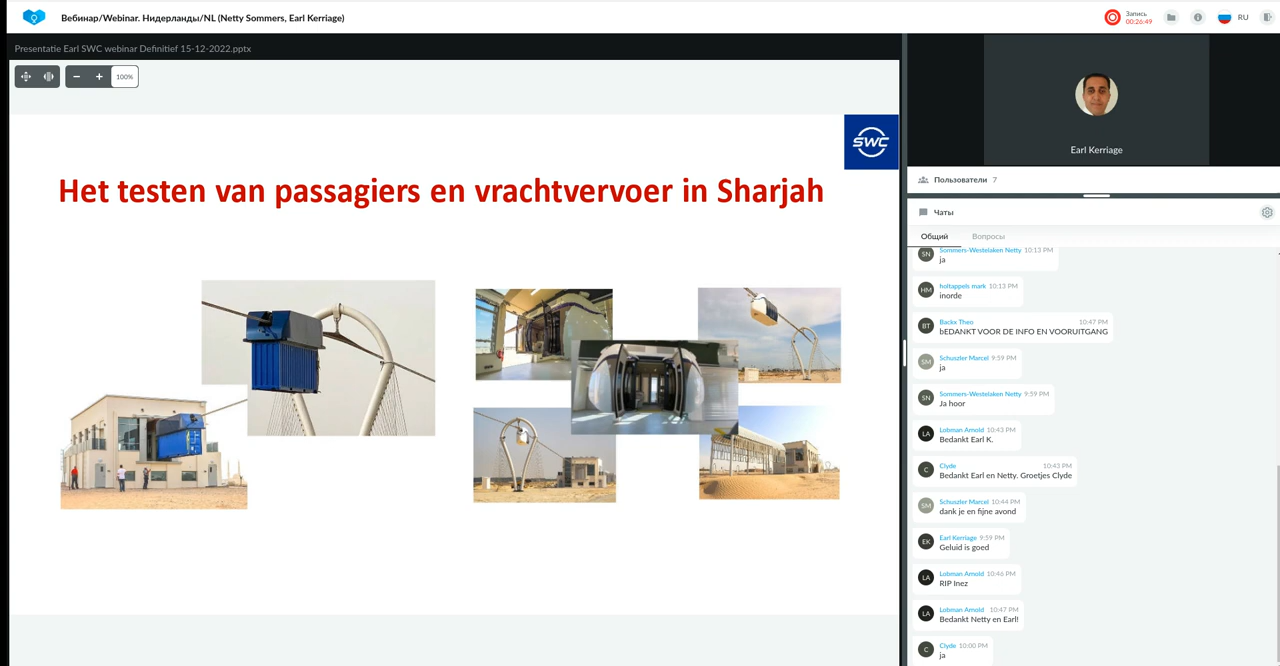 Вебинар/Webinar. Нидерланды/NL (Netty Sommers, Earl Kerriage)
Запись
00:26:49
RU
Presentatie Earl SWC webinar Definitief 15-12-2022.pptx
100%
SWC
Het testen van passagiers en vrachtvervoer in Sharjah
Earl Kerriage
Пользователи 7
Чаты
Общий Вопросы
SN Sommers-Westelaken Netty 10:13 PM
ja
HM holtappels mark 10:13 PM
inorde
BT Backx Theo 10:47 PM
bEDANKT VOOR DE INFO EN VOORUITGANG
SM Schuszler Marcel 9:59 PM
ja
SN Sommers-Westelaken Netty 9:59 PM
Ja hoor
LA Lobman Arnold 10:43 PM
Bedankt Earl K.
C Clyde 10:43 PM
Bedankt Earl en Netty. Groetjes Clyde
SM Schuszler Marcel 10:44 PM
dank je en fijne avond
EK Earl Kerriage 9:59 PM
Geluid is goed
LA Lobman Arnold 10:46 PM
RIP Inez
LA Lobman Arnold 10:47 PM
Bedankt Netty en Earl!
C Clyde 10:00 PM
ja